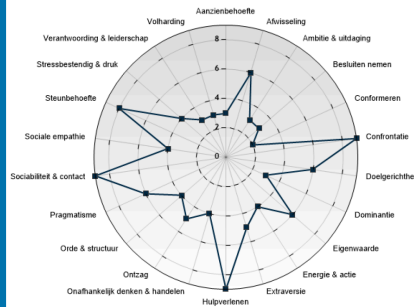 Aanzienbehoefte
Volharding
Afwisseling
Verantwoording & leiderschap
Ambitie & uitdaging
Stressbestendig & druk
Besluiten nemen
Steunbehoefte
Conformeren
Sociale empathie
Confrontatie
Sociabiliteit & contact
Doelgerichthe
Pragmatisme
Dominantie
Orde & structuur
Eigenwaarde
Ontzag
Energie & actie
Onafhankelijk denken & handelen
Extraversie
Hulpverlenen
8
6
4
2
0